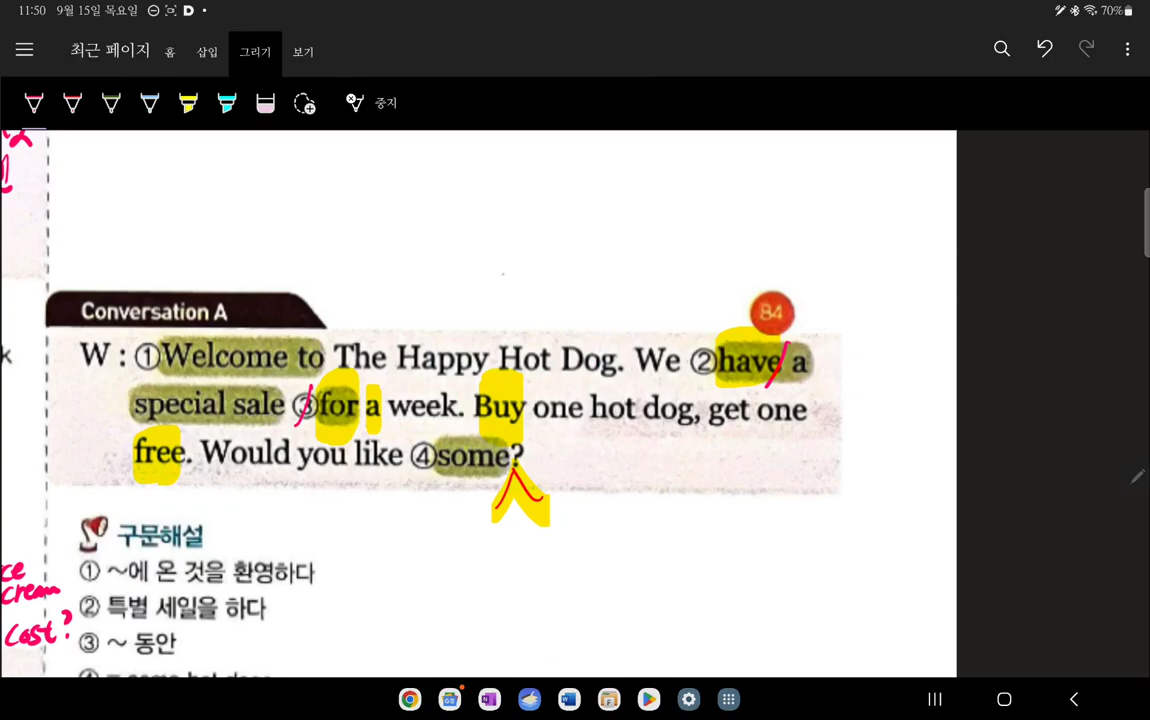 11:50 9월 15일 목요일 D 70%
최근 페이지 홈 삽입 그리기 보기
중지
Conversation A
84
W : ①Welcome to The Happy Hot Dog. We ②have a
special sale ③for a week. Buy one hot dog, get one
free. Would you like ④some?
구문해설
① ~에 온 것을 환영하다
② 특별 세일을 하다
③ ~ 동안
cream
cost?
k